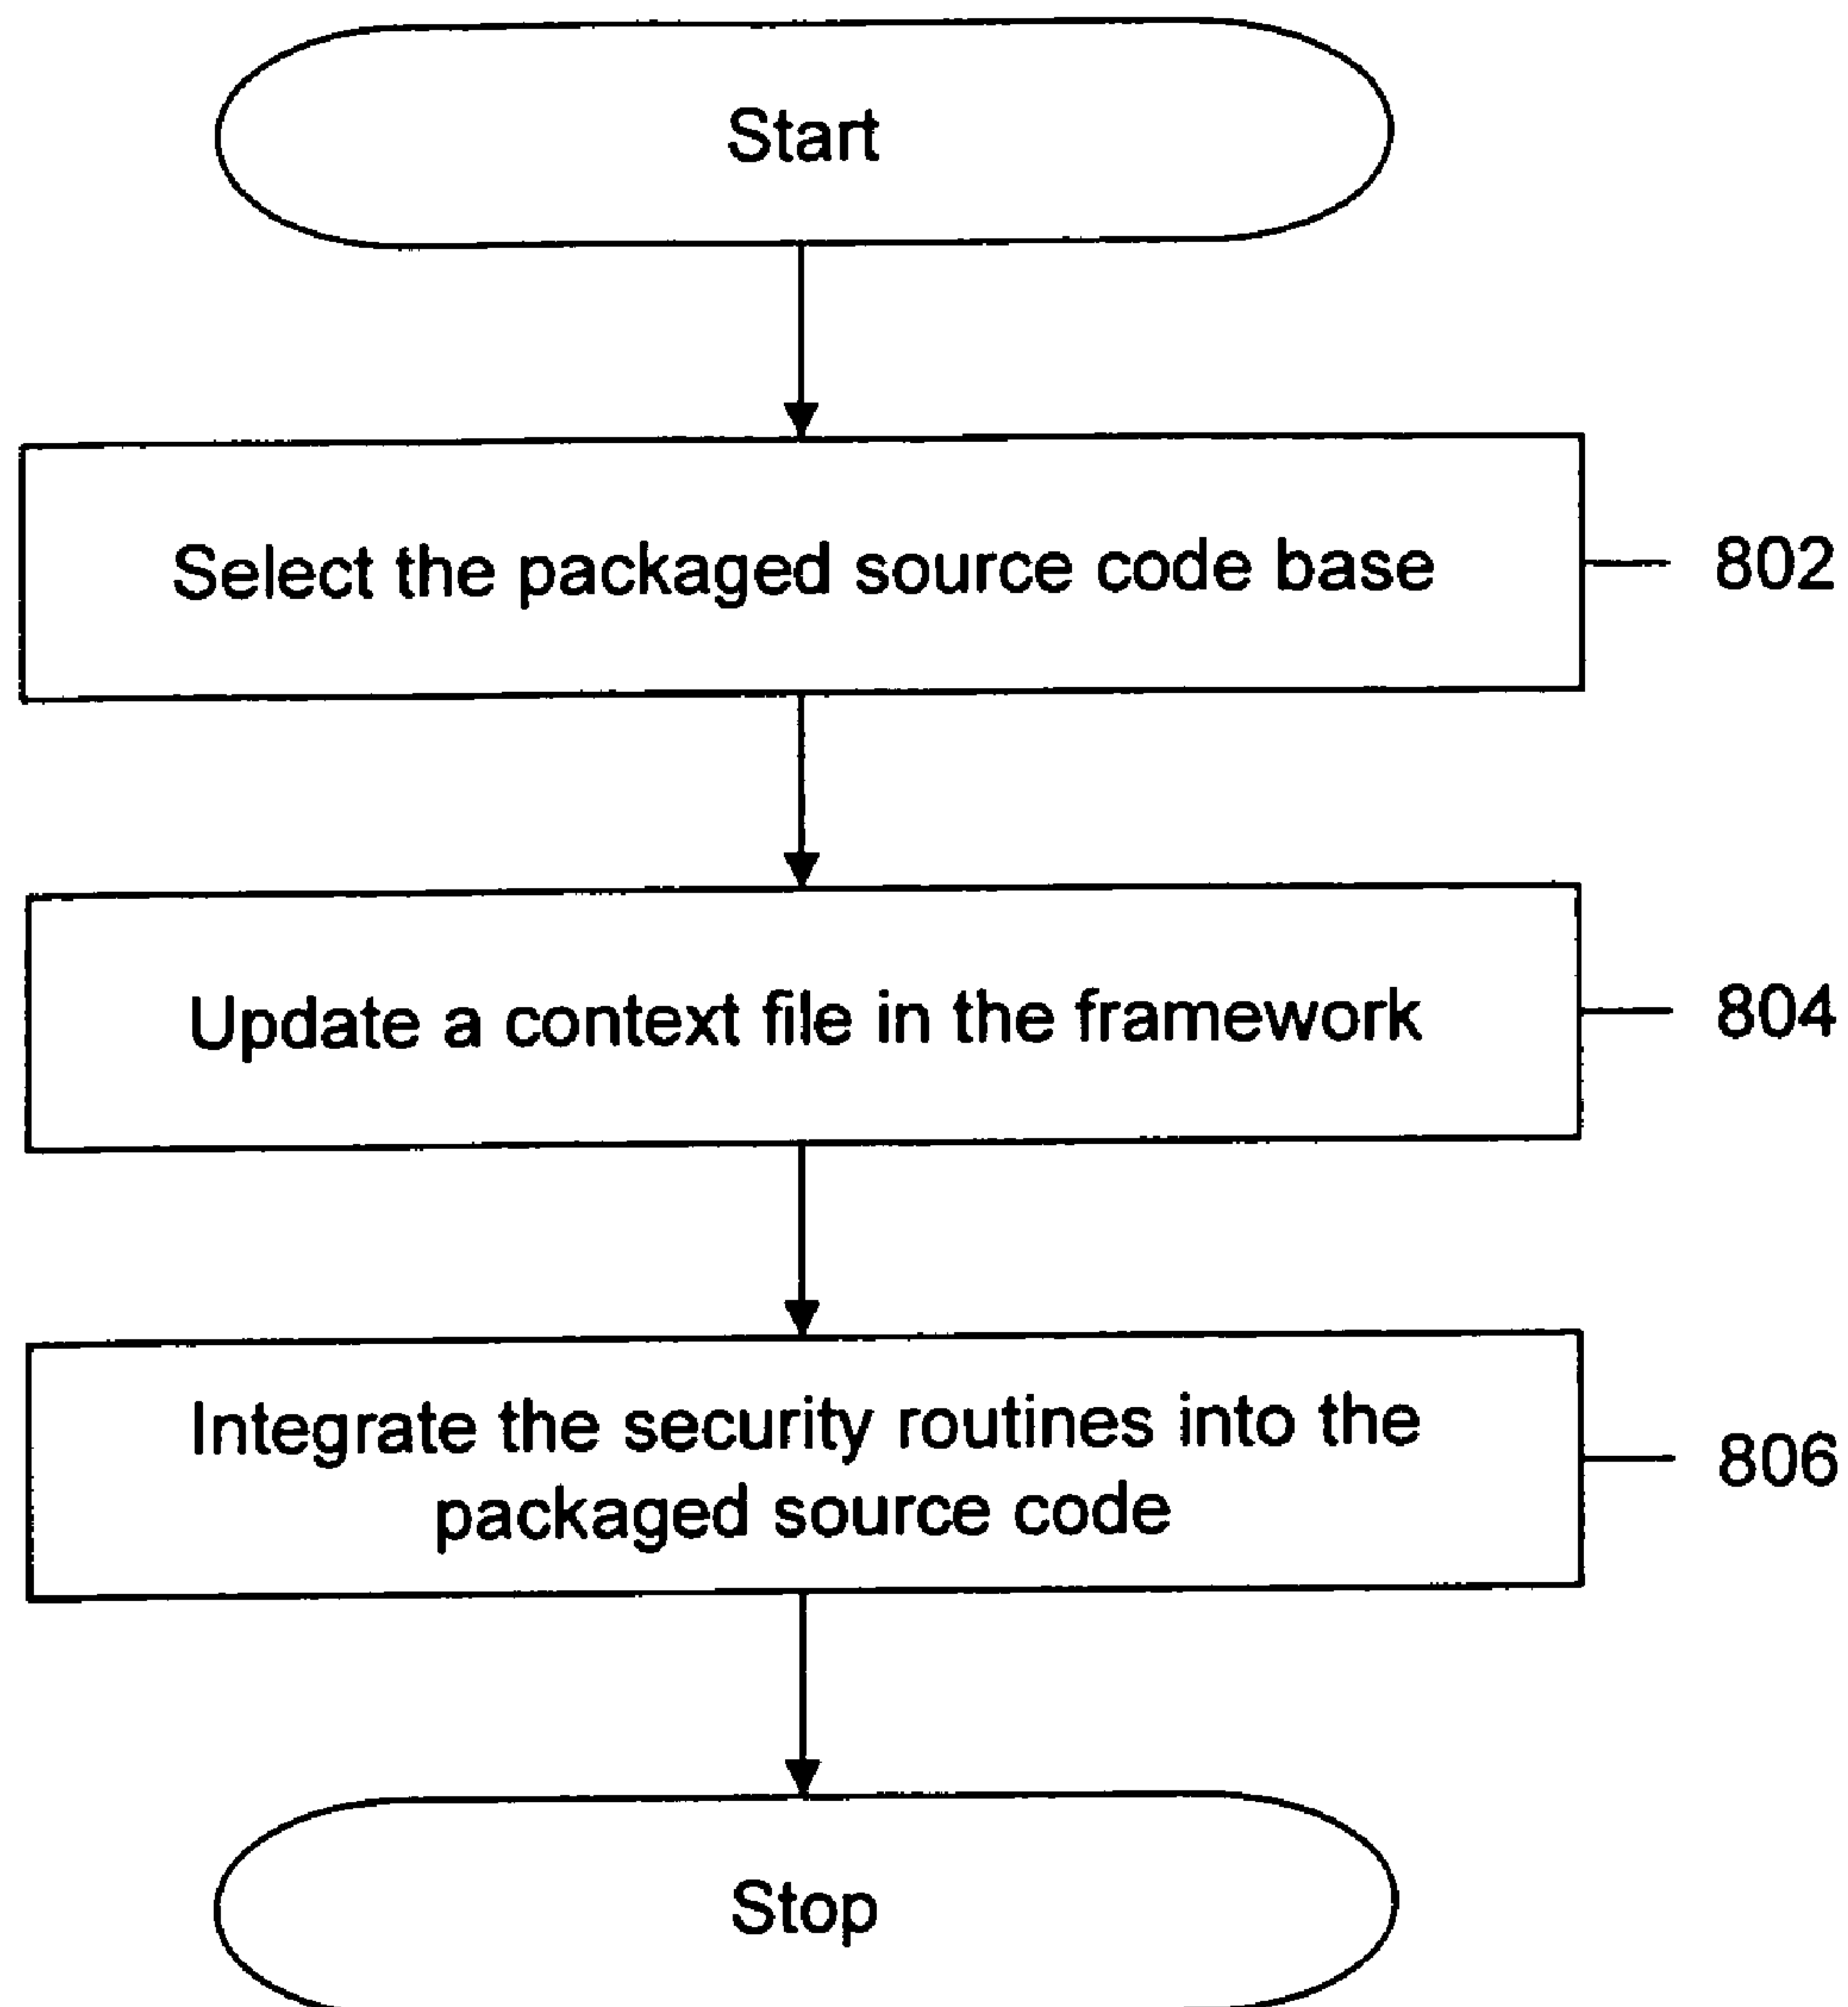 Start
Select the packaged source code base
802
Update a context file in the framework
804
Integrate the security routines into the
packaged source code
806
Stop